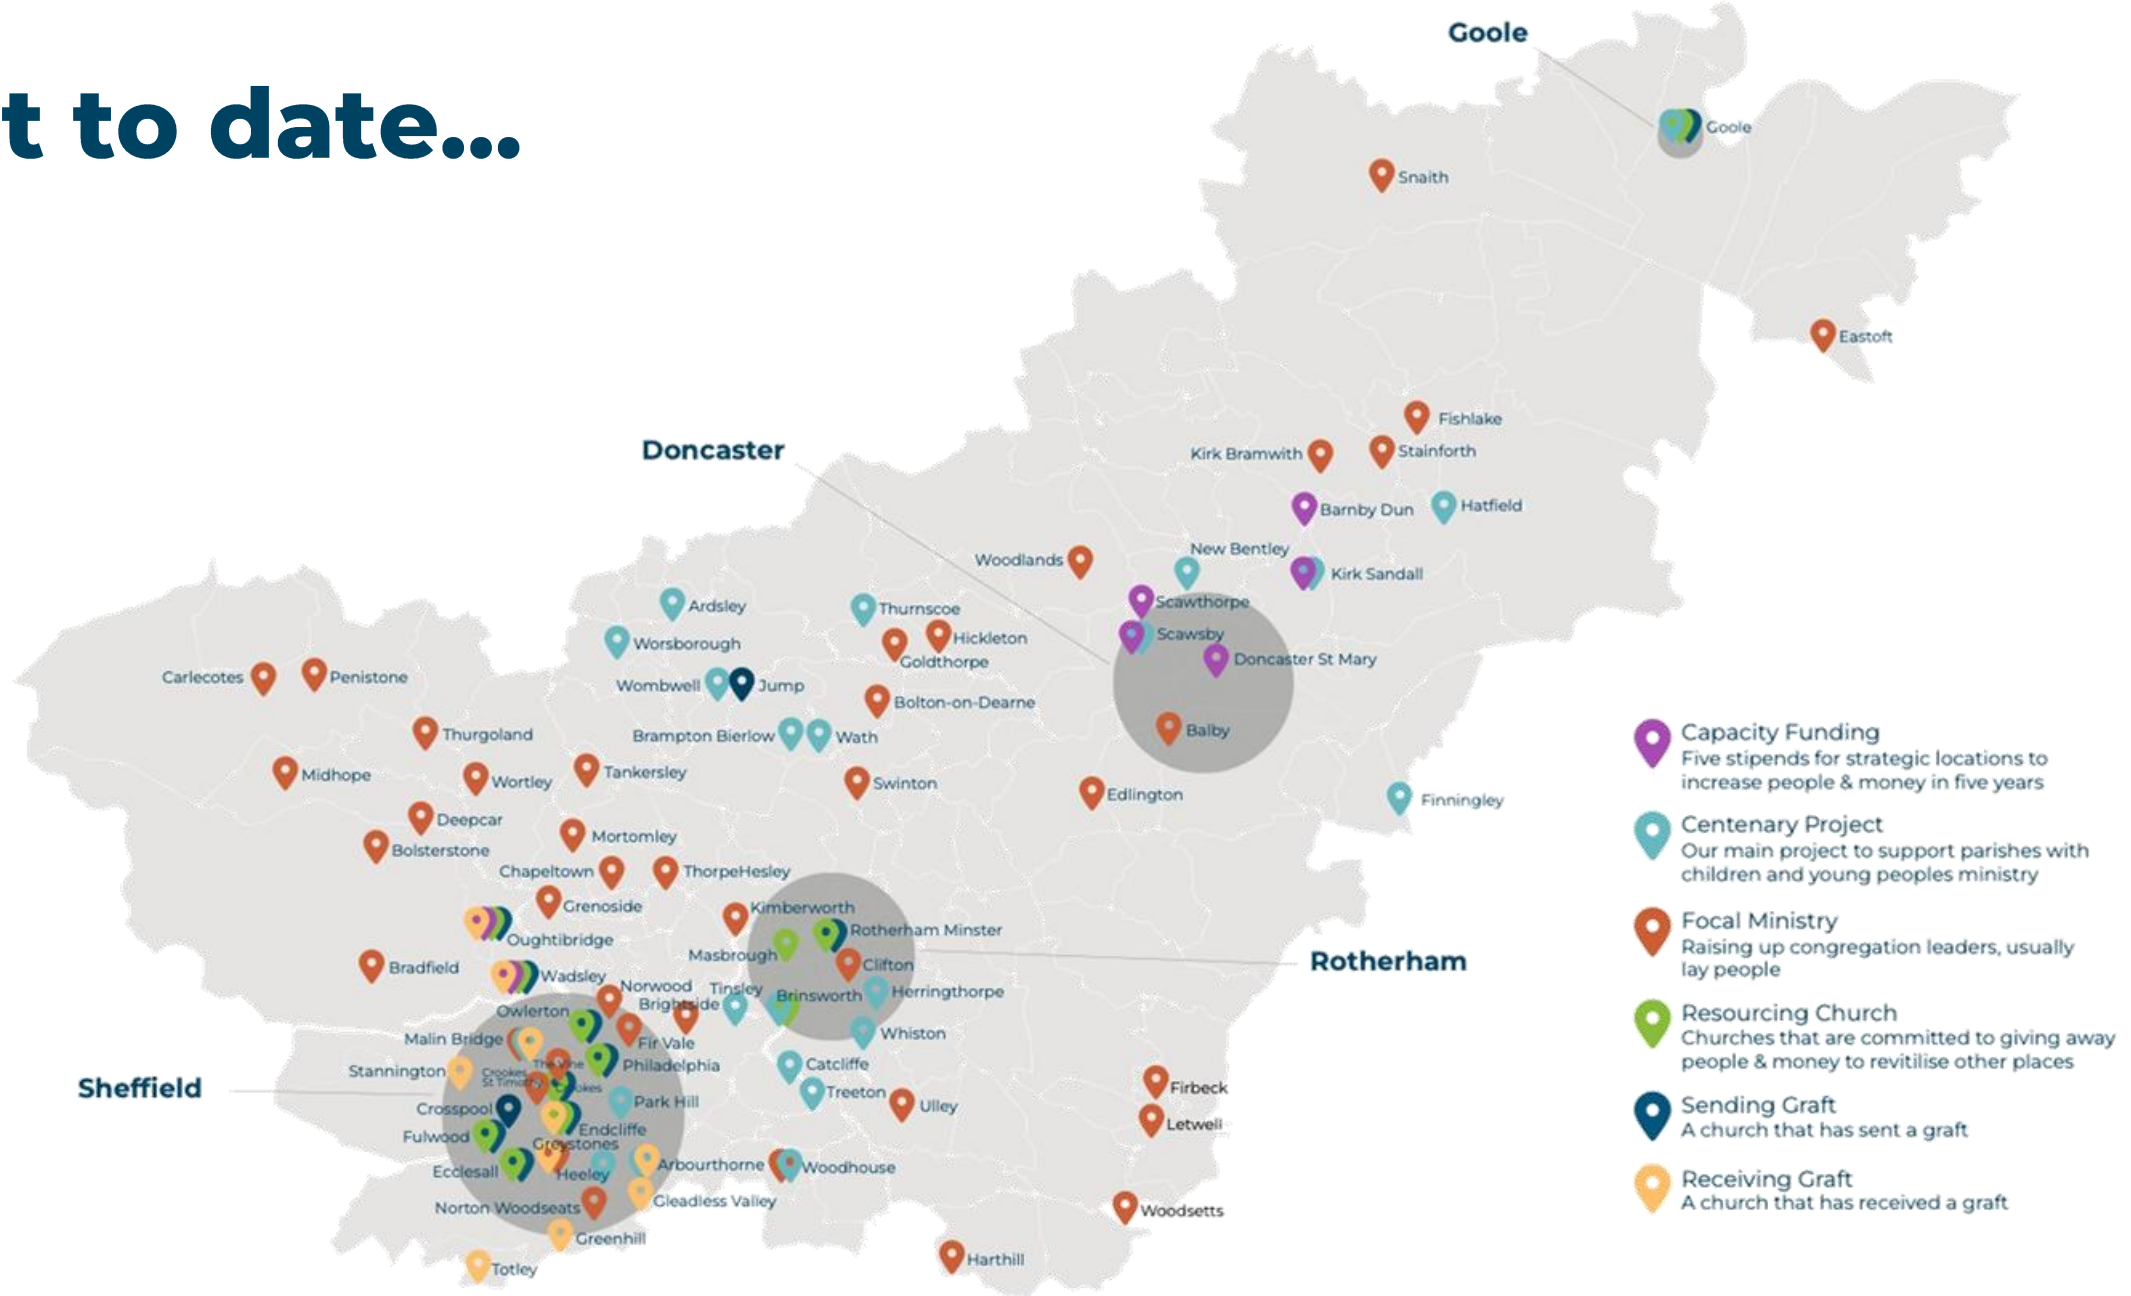 t to date...
Goole
Goole
Snaith
Eastoft
Fishlake
Doncaster
Kirk Bramwith
Stainforth
Barnby Dun
Hatfield
New Bentley
Woodlands
Kirk Sandall
Ardsley
Thurnscoe
Scawthorpe
Worsborough
Hickleton
Scawsby
Goldthorpe
Doncaster St Mary
Carlecotes
Penistone
Wombwell
Jump
Bolton-on-Dearne
Thurgoland
Brampton Bierlow
Wath
Balby
Midhope
Wortley
Tankersley
Swinton
Edlington
Finningley
Deepcar
Mortomley
Bolsterstone
Chapeltown
ThorpeHesley
Grenoside
Kimberworth
Oughtibridge
Rotherham Minster
Masbrough
Rotherham
Bradfield
Clifton
Wadsley
Norwood
Tinsley
Brinsworth
Herringthorpe
Brightside
Owlerton
Malin Bridge
Fir Vale
Whiston
Stannington
The Vine
Philadelphia
Catcliffe
Crookes
St Timothy
Crookes
Sheffield
Firbeck
Treeton
Park Hill
Ulley
Crosspool
Letwell
Fulwood
Endcliffe
Greystones
Ecclesall
Heeley
Arbourthorne
Woodhouse
Gleadless Valley
Norton Woodseats
Woodsetts
Greenhill
Harthill
Totley
Capacity Funding
Five stipends for strategic locations to
increase people & money in five years
Centenary Project
Our main project to support parishes with
children and young peoples ministry
Focal Ministry
Raising up congregation leaders, usually
lay people
Resourcing Church
Churches that are committed to giving away
people & money to revitilise other places
Sending Graft
A church that has sent a graft
Receiving Graft
A church that has received a graft